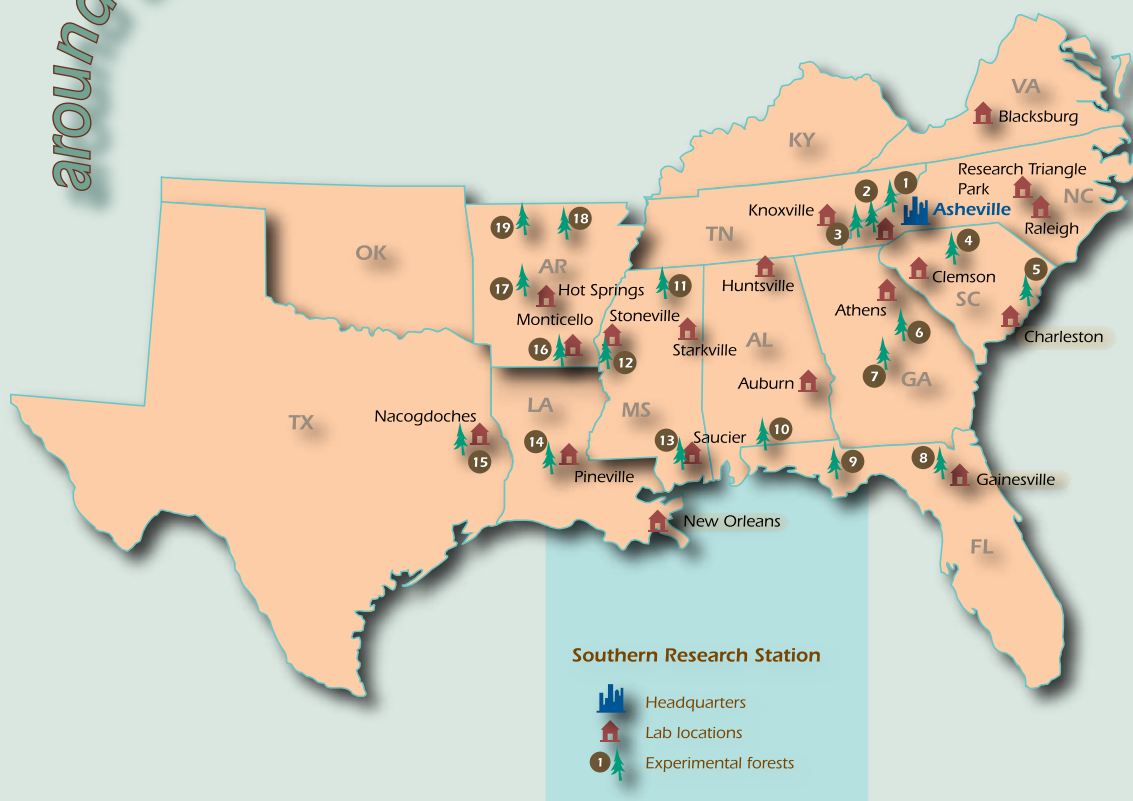 around
VA
Blacksburg
KY
Research Triangle
Park
NC
Raleigh
1
2
Asheville
Knoxville
3
TN
4
Clemson
5
SC
Charleston
19
18
OK
AR
17
Hot Springs
Monticello
16
Stoneville
11
Starkville
12
Huntsville
AL
Athens
6
7
GA
Auburn
TX
Nacogdoches
15
LA
14
Pineville
MS
13
Saucier
10
9
8
Gainesville
New Orleans
FL
Southern Research Station
Headquarters
Lab locations
1
Experimental forests